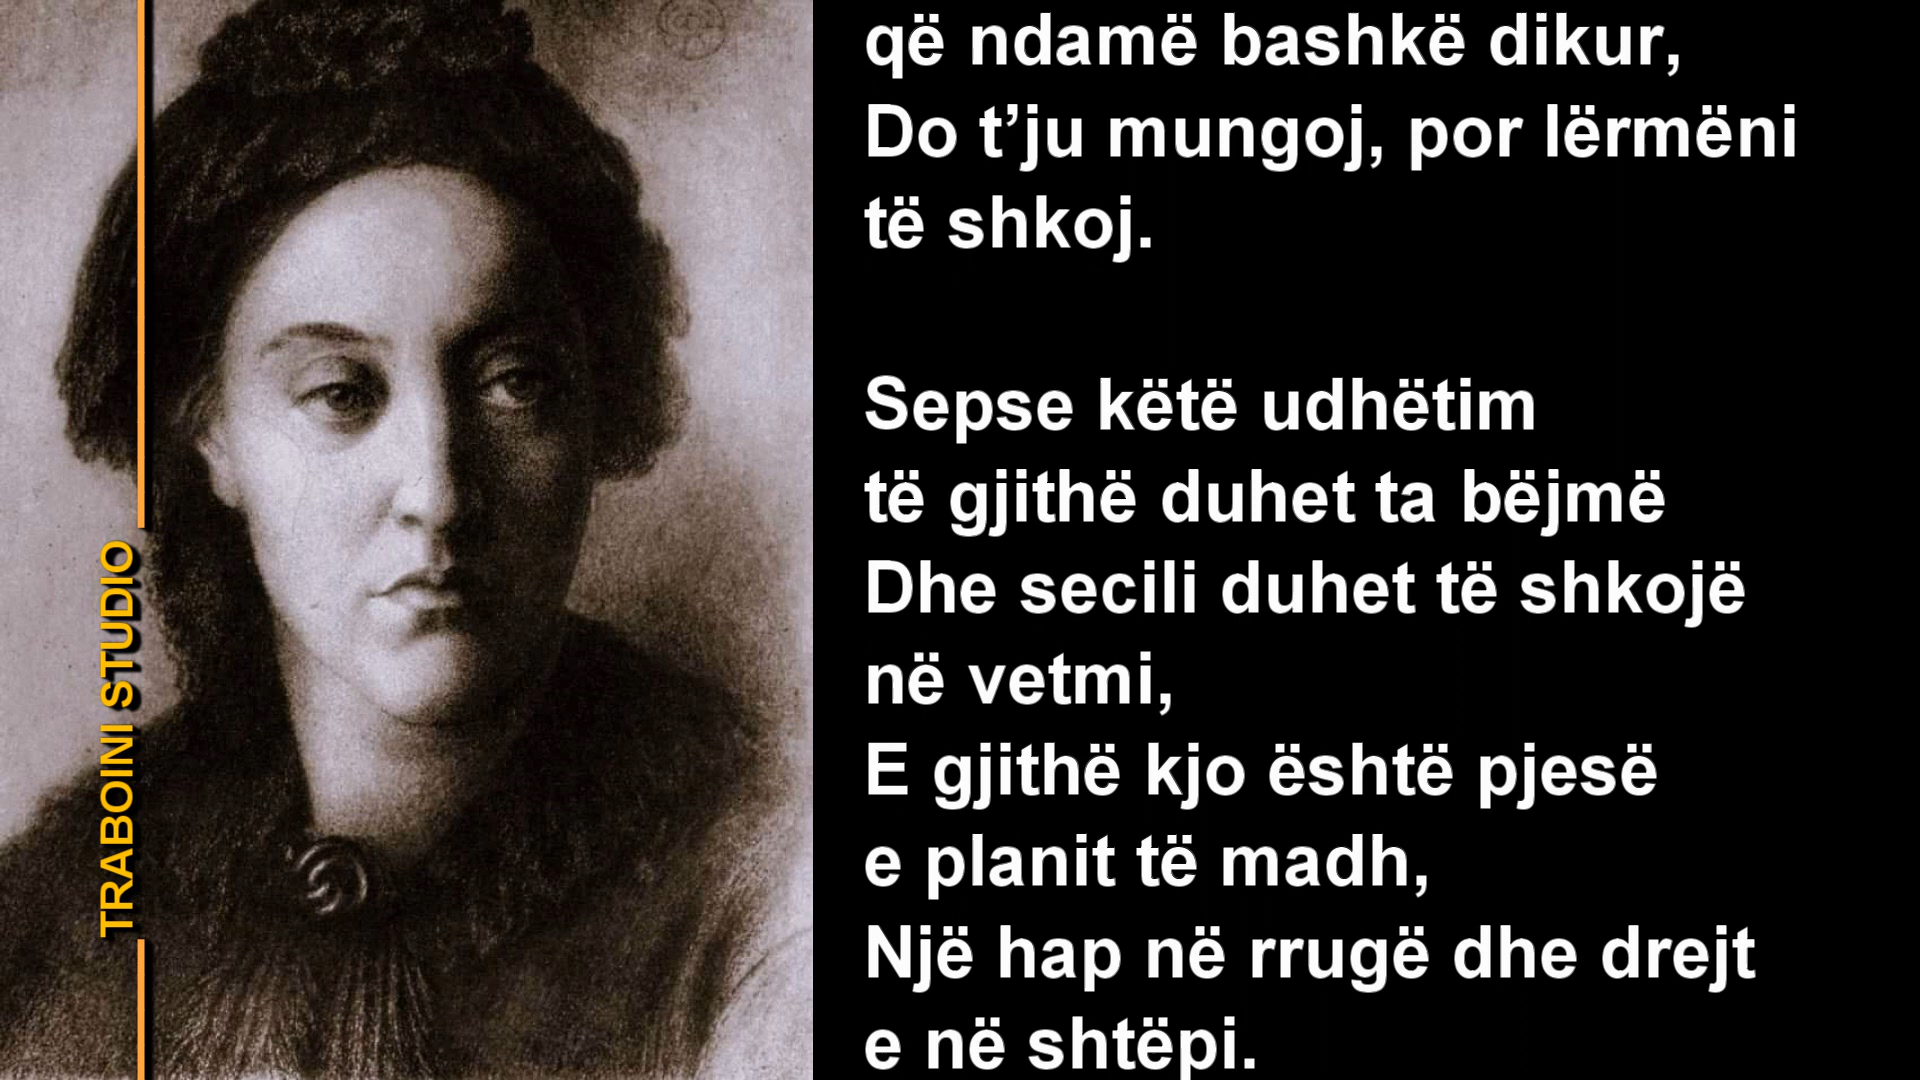 që ndamë bashkë dikur,
Do t’ju mungoj, por lërmëni
të shkoj.
Sepse këtë udhëtim
të gjithë duhet ta bëjmë
Dhe secili duhet të shkojë
në vetmi,
E gjithë kjo është pjesë
e planit të madh,
Një hap në rrugë dhe drejt
e në shtëpi.
TRABOINI STUDIO